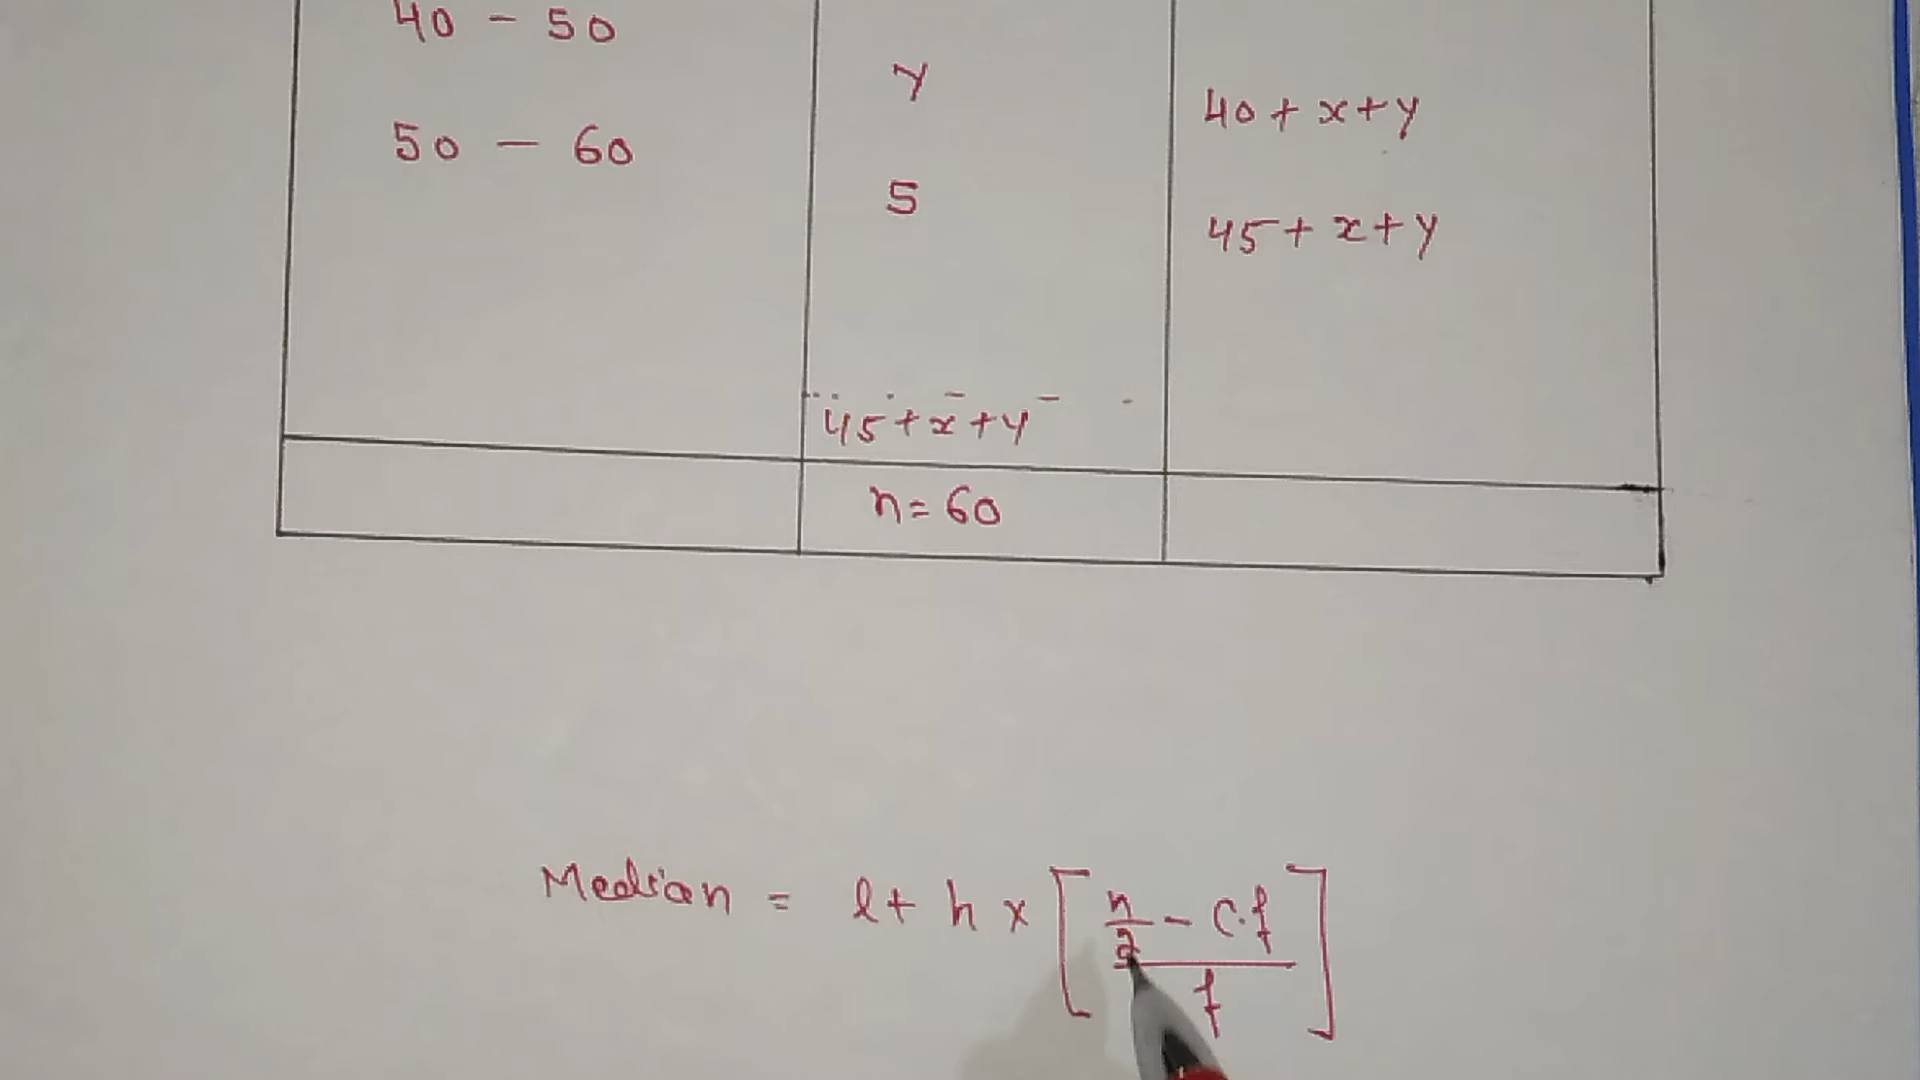 40 - 50
y
40 + x + y
50 - 60
5
45 + x + y
45 + x + y
n = 60
Median = l + h × [ n/2 - c.f / f ]